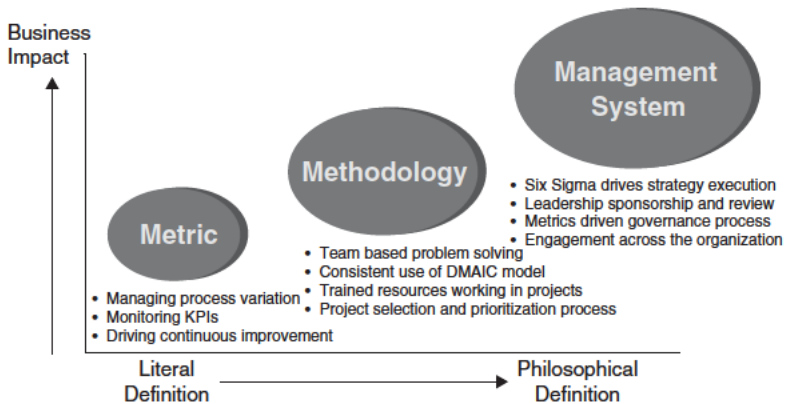 Business
Impact
Management
System
• Six Sigma drives strategy execution
• Leadership sponsorship and review
• Metrics driven governance process
• Engagement across the organization
Methodology
• Team based problem solving
• Consistent use of DMAIC model
• Trained resources working in projects
• Project selection and prioritization process
Metric
• Managing process variation
• Monitoring KPIs
• Driving continuous improvement
Literal
Definition
Philosophical
Definition